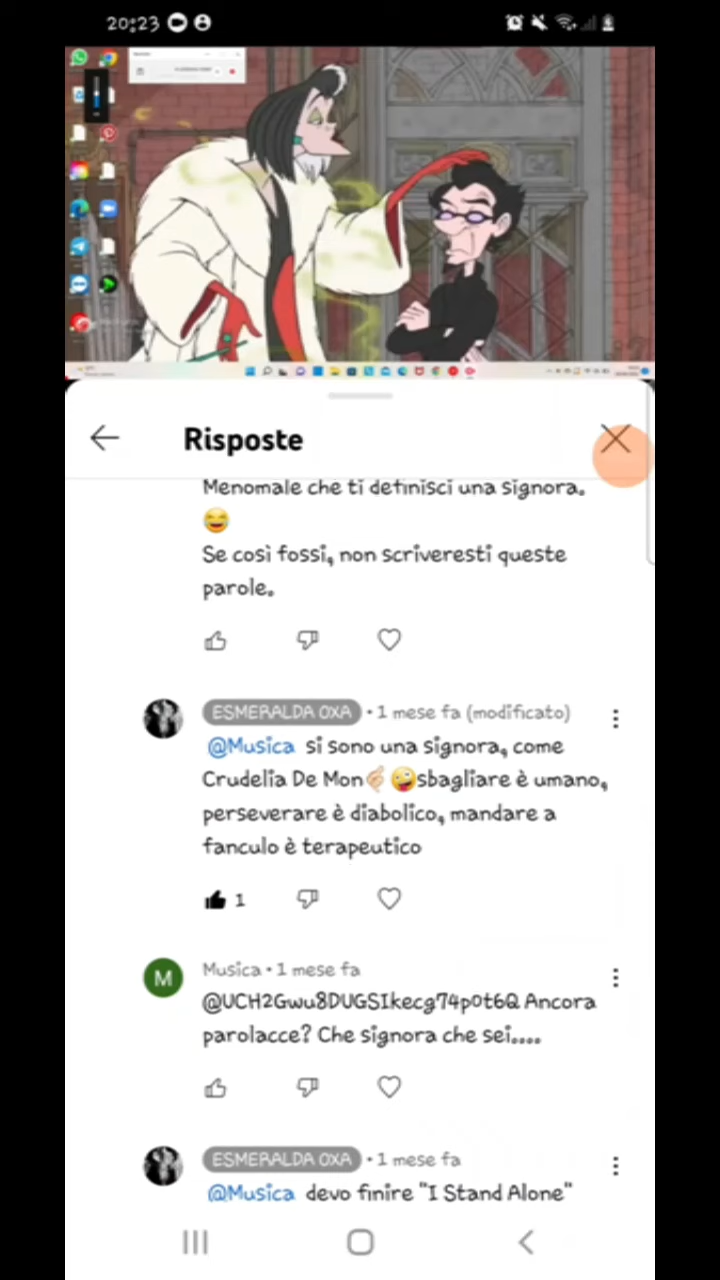 20:23
Risposte
Menomale che ti definisci una signora.
😂
Se così fossi, non scriveresti queste
parole.
ESMERALDA OXA • 1 mese fa (modificato)
@Musica si sono una signora, come
Crudelia De Mon🤌🏻🤪sbagliare è umano,
perseverare è diabolico, mandare a
fanculo è terapeutico
1
M
Musica • 1 mese fa
@UCH2Gwu8DUGSIkecg74p0t6Q Ancora
parolacce? Che signora che sei....
ESMERALDA OXA • 1 mese fa
@Musica devo finire "I Stand Alone"